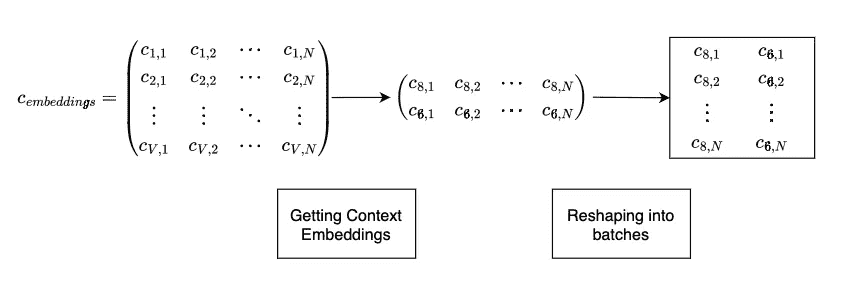 c_{embeddings} = \begin{pmatrix} c_{1,1} & c_{1,2} & \cdots & c_{1,N} \\ c_{2,1} & c_{2,2} & \cdots & c_{2,N} \\ \vdots & \vdots & \ddots & \vdots \\ c_{V,1} & c_{V,2} & \cdots & c_{V,N} \end{pmatrix}
\begin{pmatrix} c_{8,1} & c_{8,2} & \cdots & c_{8,N} \\ c_{6,1} & c_{6,2} & \cdots & c_{6,N} \end{pmatrix}
c_{8,1} c_{6,1}
c_{8,2} c_{6,2}
\vdots \vdots
c_{8,N} c_{6,N}
Getting Context
Embeddings
Reshaping into
batches